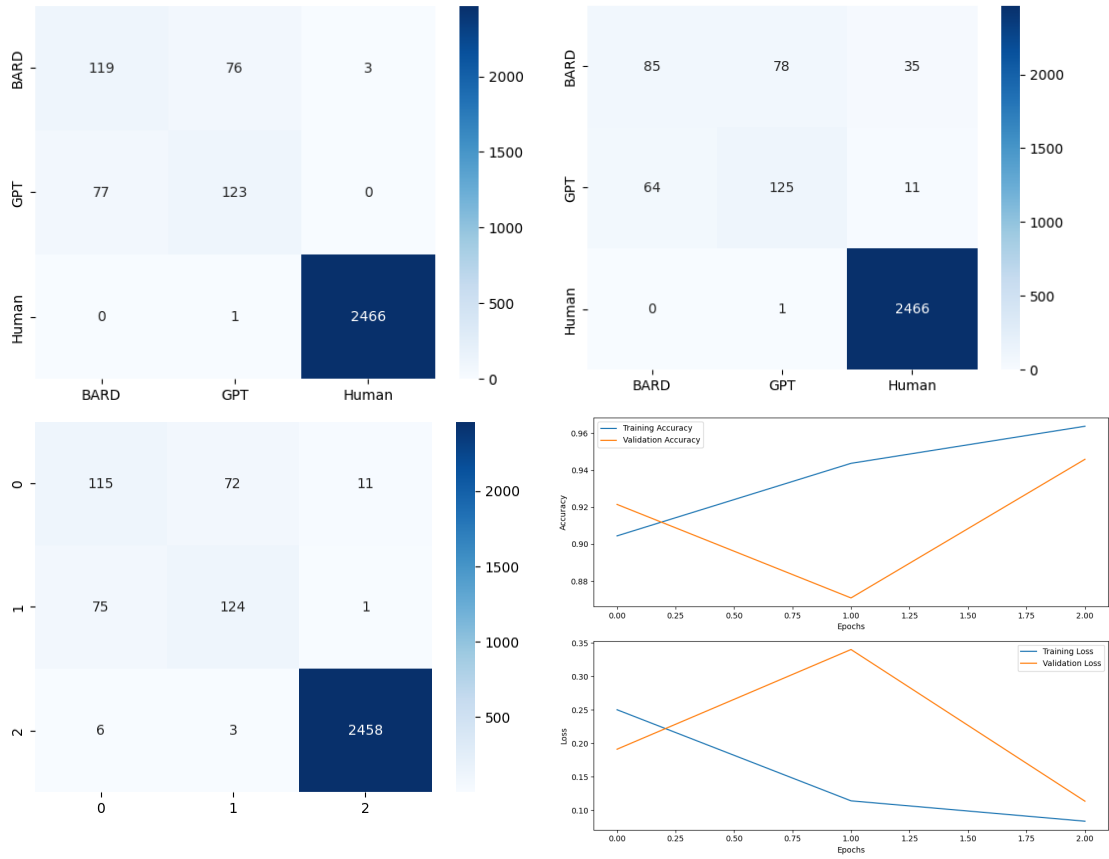 BARD 119 76 3
GPT 77 123 0
Human 0 1 2466
BARD GPT Human
2000
1500
1000
500
0
BARD 85 78 35
GPT 64 125 11
Human 0 1 2466
BARD GPT Human
2000
1500
1000
500
0
0 115 72 11
1 75 124 1
2 6 3 2458
0 1 2
2000
1500
1000
500
Training Accuracy
Validation Accuracy
Accuracy
0.96
0.94
0.92
0.90
0.88
0.00 0.25 0.50 0.75 1.00 1.25 1.50 1.75 2.00
Epochs
Training Loss
Validation Loss
Loss
0.35
0.30
0.25
0.20
0.15
0.10
0.00 0.25 0.50 0.75 1.00 1.25 1.50 1.75 2.00
Epochs